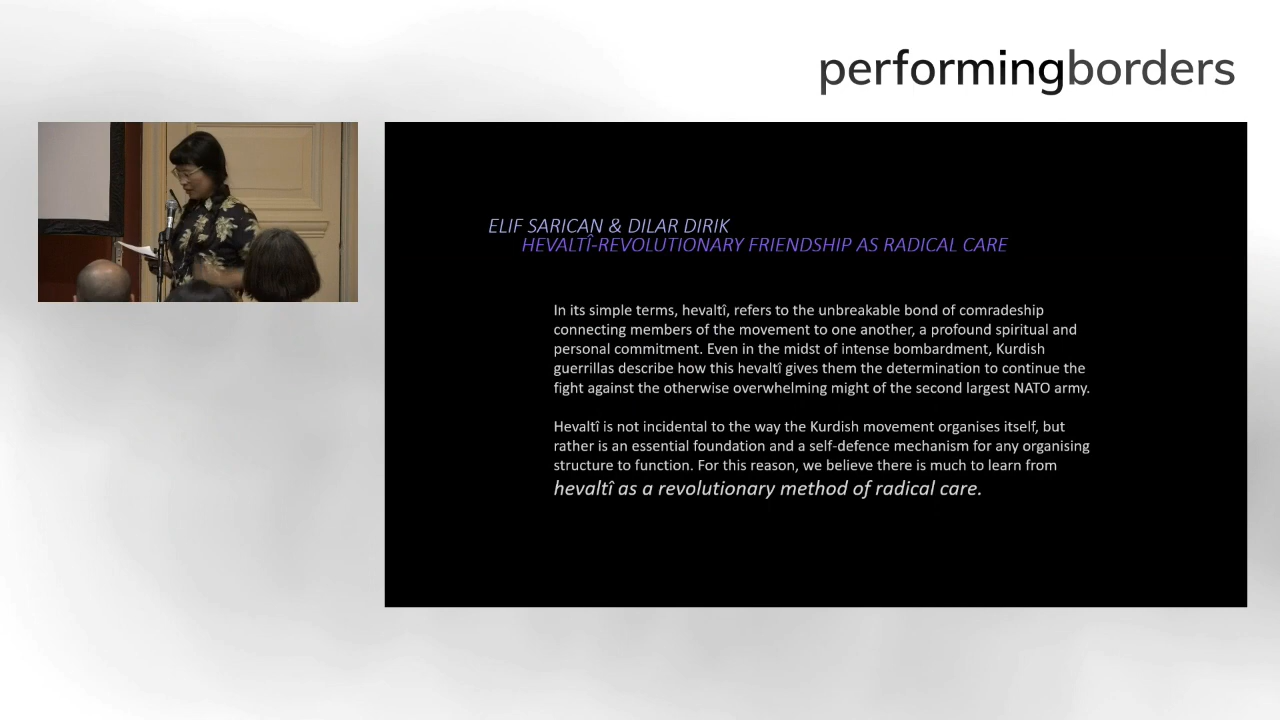 performingborders
ELIF SARICAN & DILAR DIRIK
HEVALTÎ-REVOLUTIONARY FRIENDSHIP AS RADICAL CARE
In its simple terms, hevaltî, refers to the unbreakable bond of comradeship
connecting members of the movement to one another, a profound spiritual and
personal commitment. Even in the midst of intense bombardment, Kurdish
guerrillas describe how this hevaltî gives them the determination to continue the
fight against the otherwise overwhelming might of the second largest NATO army.
Hevaltî is not incidental to the way the Kurdish movement organises itself, but
rather is an essential foundation and a self-defence mechanism for any organising
structure to function. For this reason, we believe there is much to learn from
hevaltî as a revolutionary method of radical care.